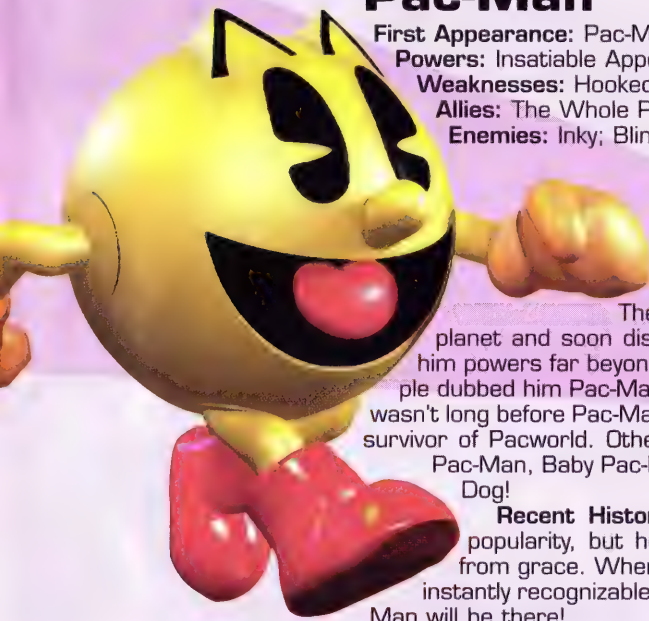 Pac-Man
First Appearance: Pac-M
Powers: Insatiable Appe
Weaknesses: Hooked
Allies: The Whole P
Enemies: Inky; Blin
The
planet and soon dis
him powers far beyon
ple dubbed him Pac-Ma
wasn't long before Pac-Ma
survivor of Pacworld. Othe
Pac-Man, Baby Pac-
Dog!
Recent Histor
popularity, but h
from grace. When
instantly recognizable
Man will be there!